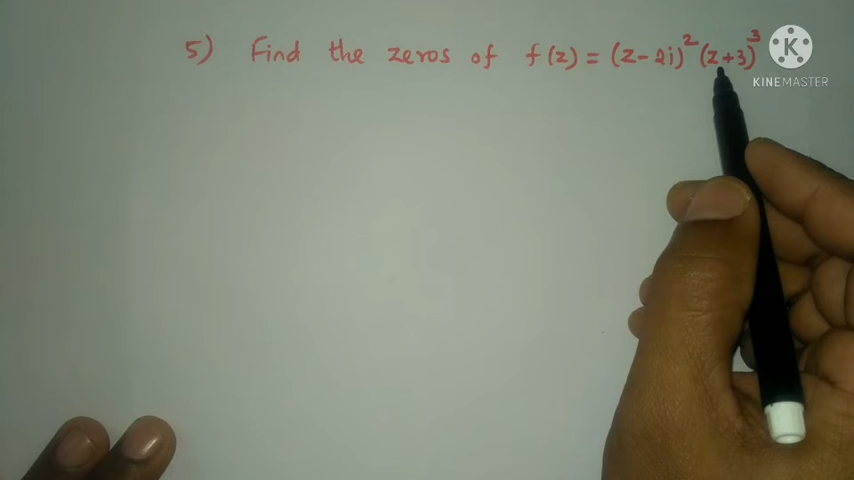 5) Find the zeros of f(z) = (z-2i)² (z+3)³
K
KINEMASTER